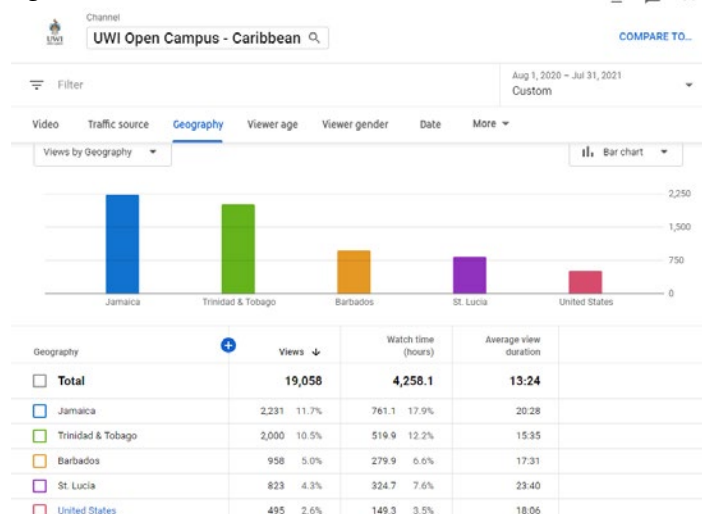 Channel
UWI
UWI Open Campus - Caribbean
COMPARE TO...
Filter
Aug 1, 2020 – Jul 31, 2021
Custom
Video Traffic source Geography Viewer age Viewer gender Date More
Views by Geography Bar chart
2,250
1,500
750
0
Jamaica Trinidad & Tobago Barbados St. Lucia United States
Geography Views Watch time (hours) Average view duration
Total 19,058 4,258.1 13:24
Jamaica 2,231 11.7% 761.1 17.9% 20:28
Trinidad & Tobago 2,000 10.5% 519.9 12.2% 15:35
Barbados 958 5.0% 279.9 6.6% 17:31
St. Lucia 823 4.3% 324.7 7.6% 23:40
United States 495 2.6% 149.3 3.5% 18:06